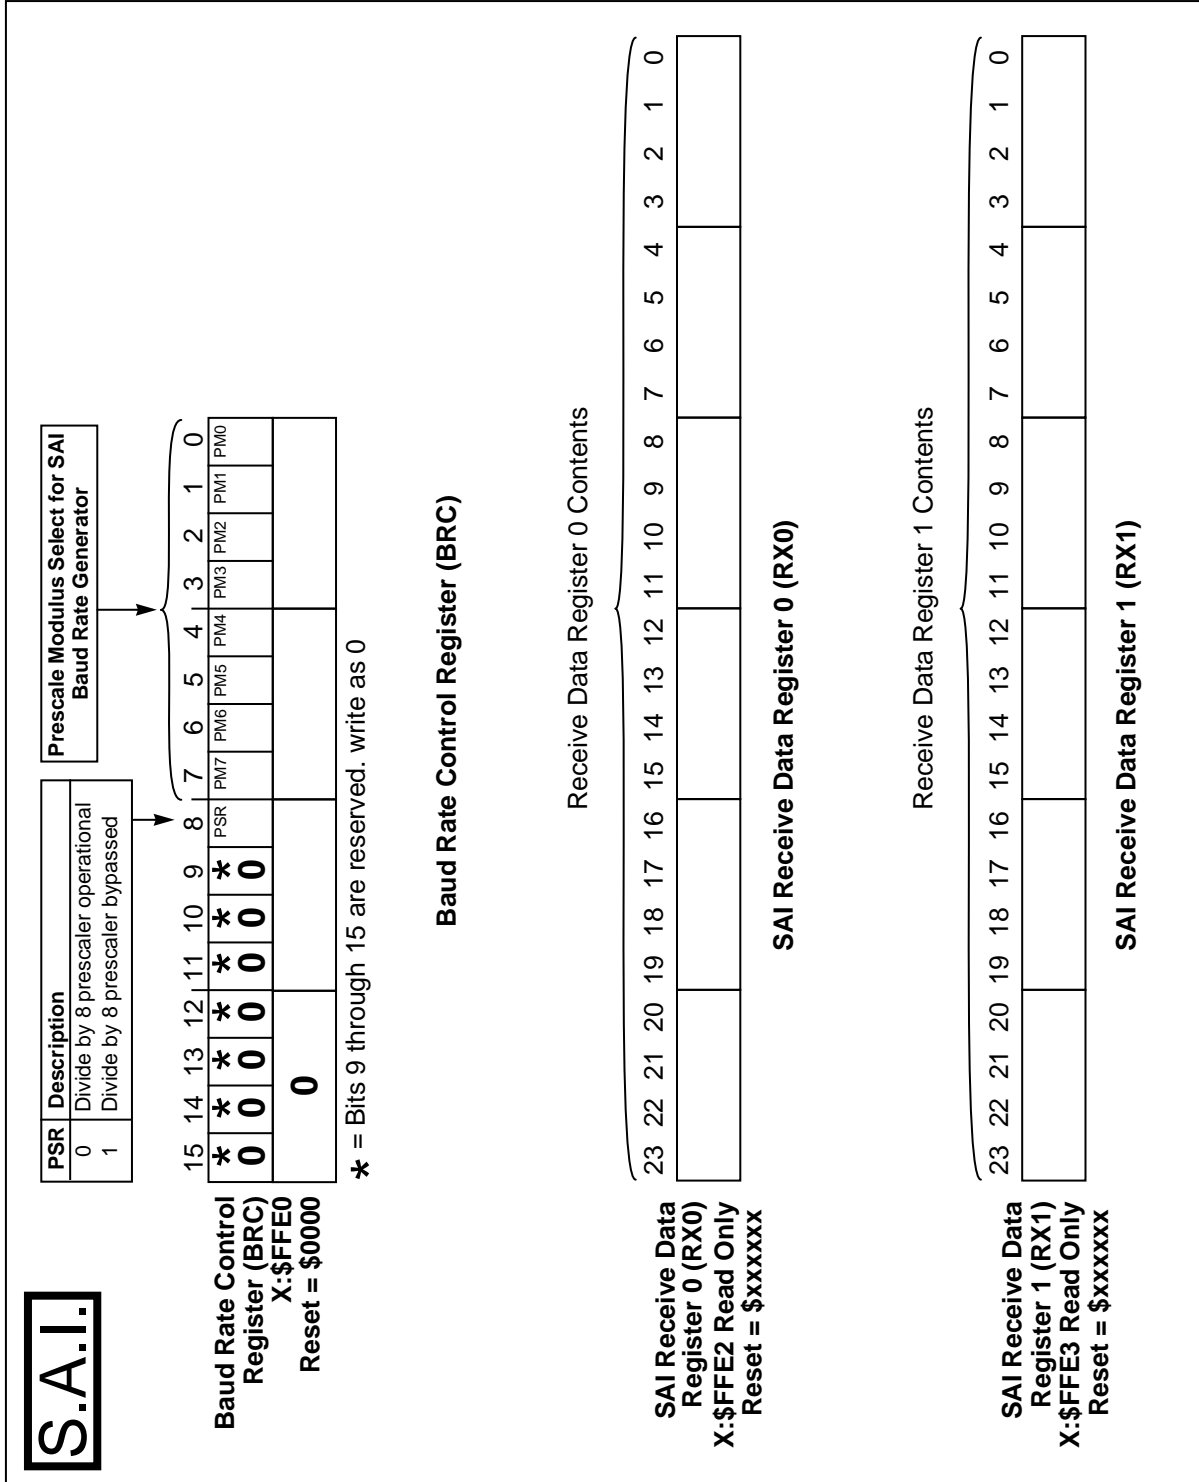 S.A.I.
PSR Description
0 Divide by 8 prescaler operational
1 Divide by 8 prescaler bypassed
Prescale Modulus Select for SAI
Baud Rate Generator
15 14 13 12 11 10 9 8 7 6 5 4 3 2 1 0
Baud Rate Control
Register (BRC)
X:$FFE0
Reset = $0000
* * * * * * * PSR PM7 PM6 PM5 PM4 PM3 PM2 PM1 PM0
0 0 0 0 0 0 0
0
* = Bits 9 through 15 are reserved. write as 0
Baud Rate Control Register (BRC)
Receive Data Register 0 Contents
23 22 21 20 19 18 17 16 15 14 13 12 11 10 9 8 7 6 5 4 3 2 1 0
SAI Receive Data
Register 0 (RX0)
X:$FFE2 Read Only
Reset = $xxxxxx
SAI Receive Data Register 0 (RX0)
Receive Data Register 1 Contents
23 22 21 20 19 18 17 16 15 14 13 12 11 10 9 8 7 6 5 4 3 2 1 0
SAI Receive Data
Register 1 (RX1)
X:$FFE3 Read Only
Reset = $xxxxxx
SAI Receive Data Register 1 (RX1)